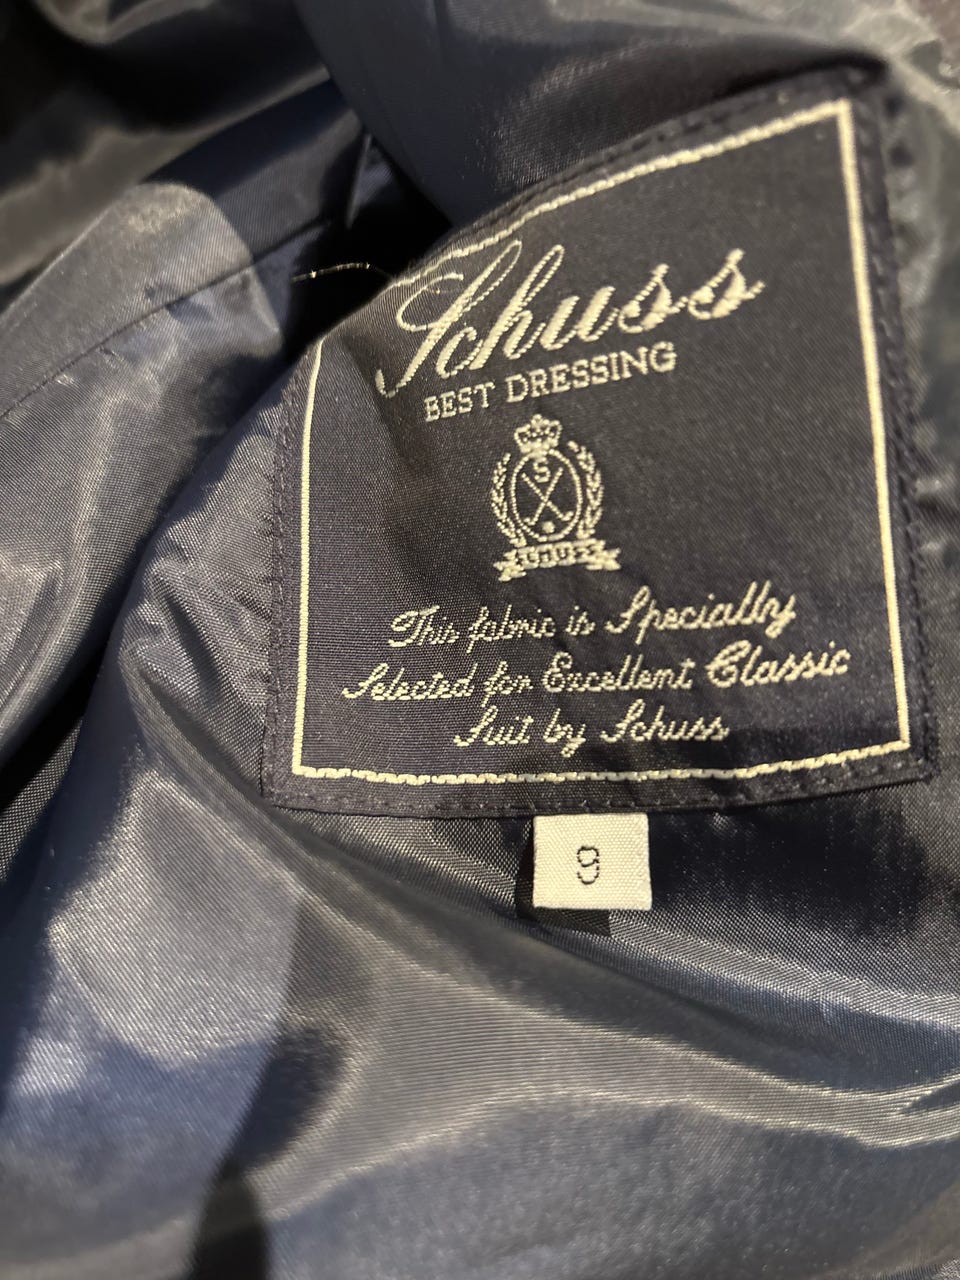 Schuss
BEST DRESSING
S
This fabric is Specially
Selected for Excellent Classic
Suit by Schuss
9